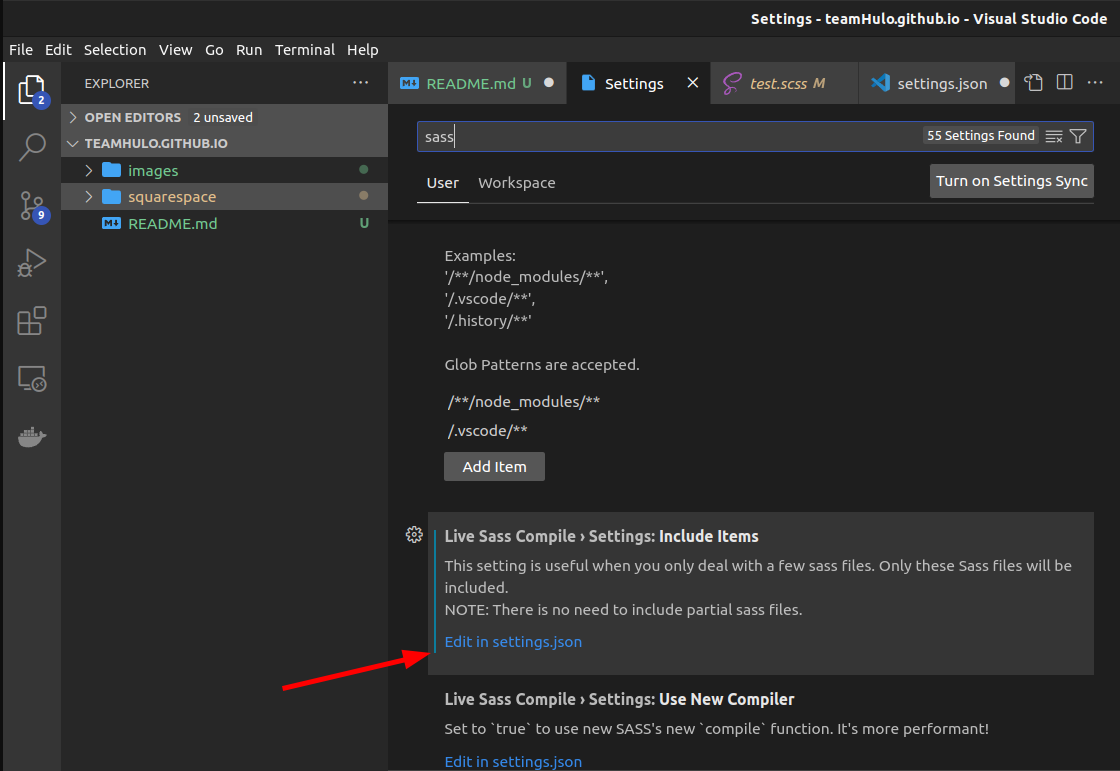 Settings - teamHulo.github.io - Visual Studio Code
File Edit Selection View Go Run Terminal Help
EXPLORER
README.md U
Settings
test.scss M
settings.json
2
OPEN EDITORS 2 unsaved
TEAMHULO.GITHUB.IO
images
squarespace
README.md U
9
sass
55 Settings Found
User Workspace
Turn on Settings Sync
Examples:
'/**/node_modules/**',
'/.vscode/**',
'/.history/**'
Glob Patterns are accepted.
/**/node_modules/**
/.vscode/**
Add Item
Live Sass Compile › Settings: Include Items
This setting is useful when you only deal with a few sass files. Only these Sass files will be
included.
NOTE: There is no need to include partial sass files.
Edit in settings.json
Live Sass Compile › Settings: Use New Compiler
Set to `true` to use new SASS's new `compile` function. It's more performant!
Edit in settings.json